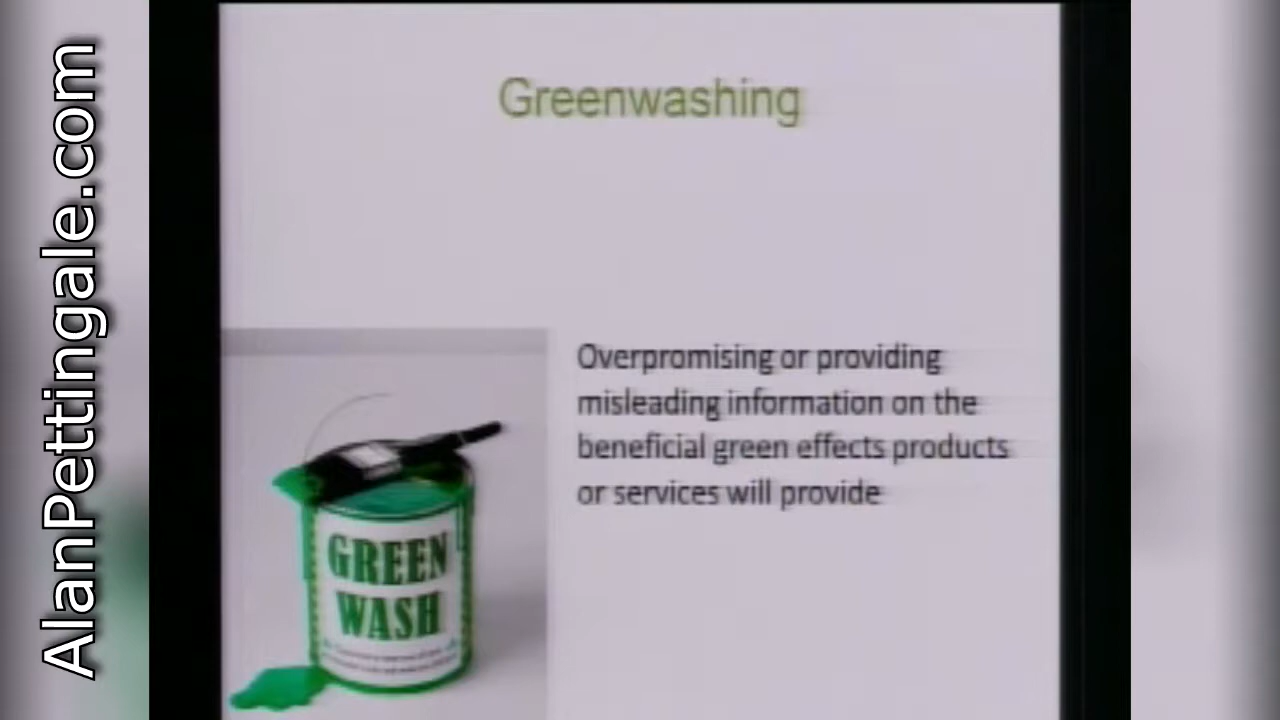 AlanPettingale.com
Greenwashing
Overpromising or providing
misleading information on the
beneficial green effects products
or services will provide
GREEN
WASH